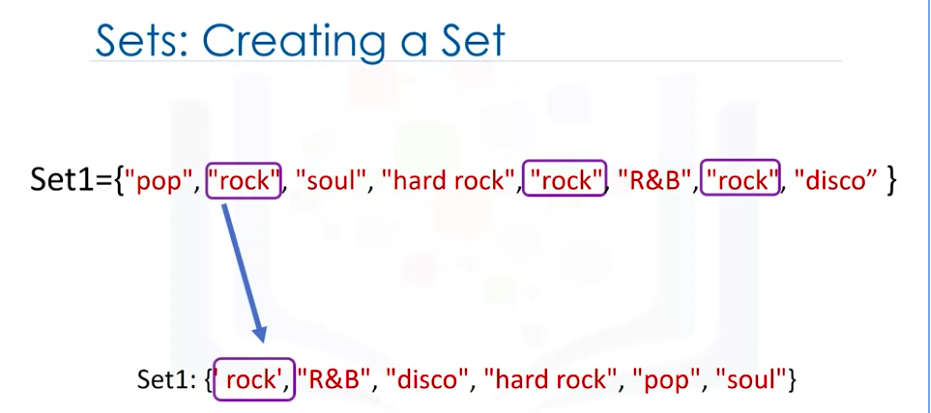 Sets: Creating a Set
Set1={"pop", "rock", "soul", "hard rock", "rock", "R&B", "rock", "disco” }
Set1: {' rock', "R&B", "disco", "hard rock", "pop", "soul"}